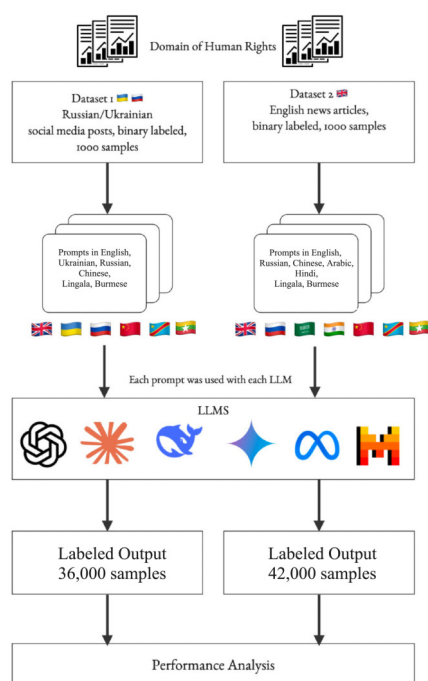 Domain of Human Rights
Dataset 1 🇺🇦 🇷🇺
Russian/Ukrainian
social media posts, binary labeled,
1000 samples
Dataset 2 🇬🇧
English news articles,
binary labeled, 1000 samples
Prompts in English,
Ukrainian, Russian,
Chinese,
Lingala, Burmese
Prompts in English,
Russian, Chinese, Arabic,
Hindi,
Lingala, Burmese
Each prompt was used with each LLM
LLMS
Labeled Output
36,000 samples
Labeled Output
42,000 samples
Performance Analysis